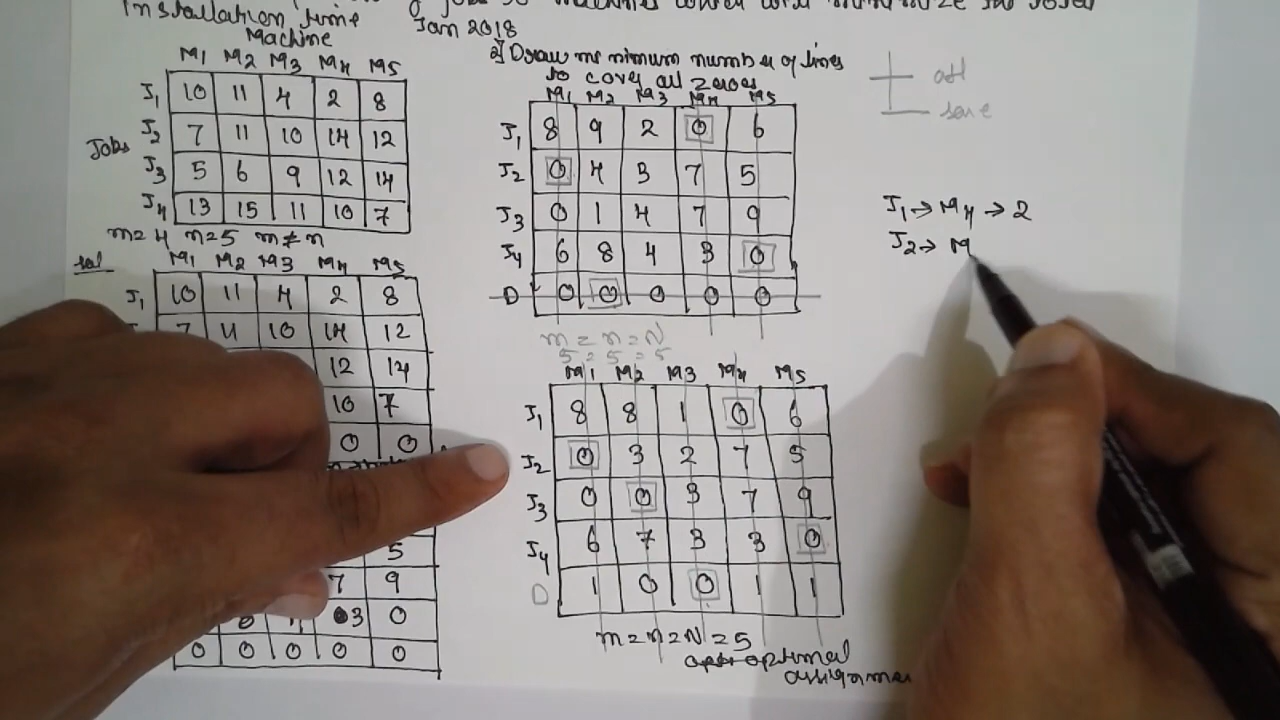 Installation time
Jan 2018
Machine
M1 M2 M3 M4 M5
Jobs
J1 10 11 4 2 8
J2 7 11 10 14 12
J3 5 6 9 12 14
J4 13 15 11 10 7
m=4 n=5 m≠n
sol
M1 M2 M3 M4 M5
J1 10 11 4 2 8
7 11 10 14 12
12 14
10 7
0 0
5
7 9
3 0
0 0 0 0 0
2) Draw minimum number of lines
to cover all zeroes
M1 M2 M3 M4 M5
J1 8 9 2 0 6
J2 0 4 3 7 5
J3 0 1 4 7 9
J4 6 8 4 3 0
D 0 0 0 0 0
m = n = N
5 = 5 = 5
M1 M2 M3 M4 M5
J1 8 8 1 0 6
J2 0 3 2 7 5
J3 0 0 3 7 9
J4 6 7 3 3 0
D 1 0 0 1 1
m=n=N=5
optimal
J1→M4→2
J2→M